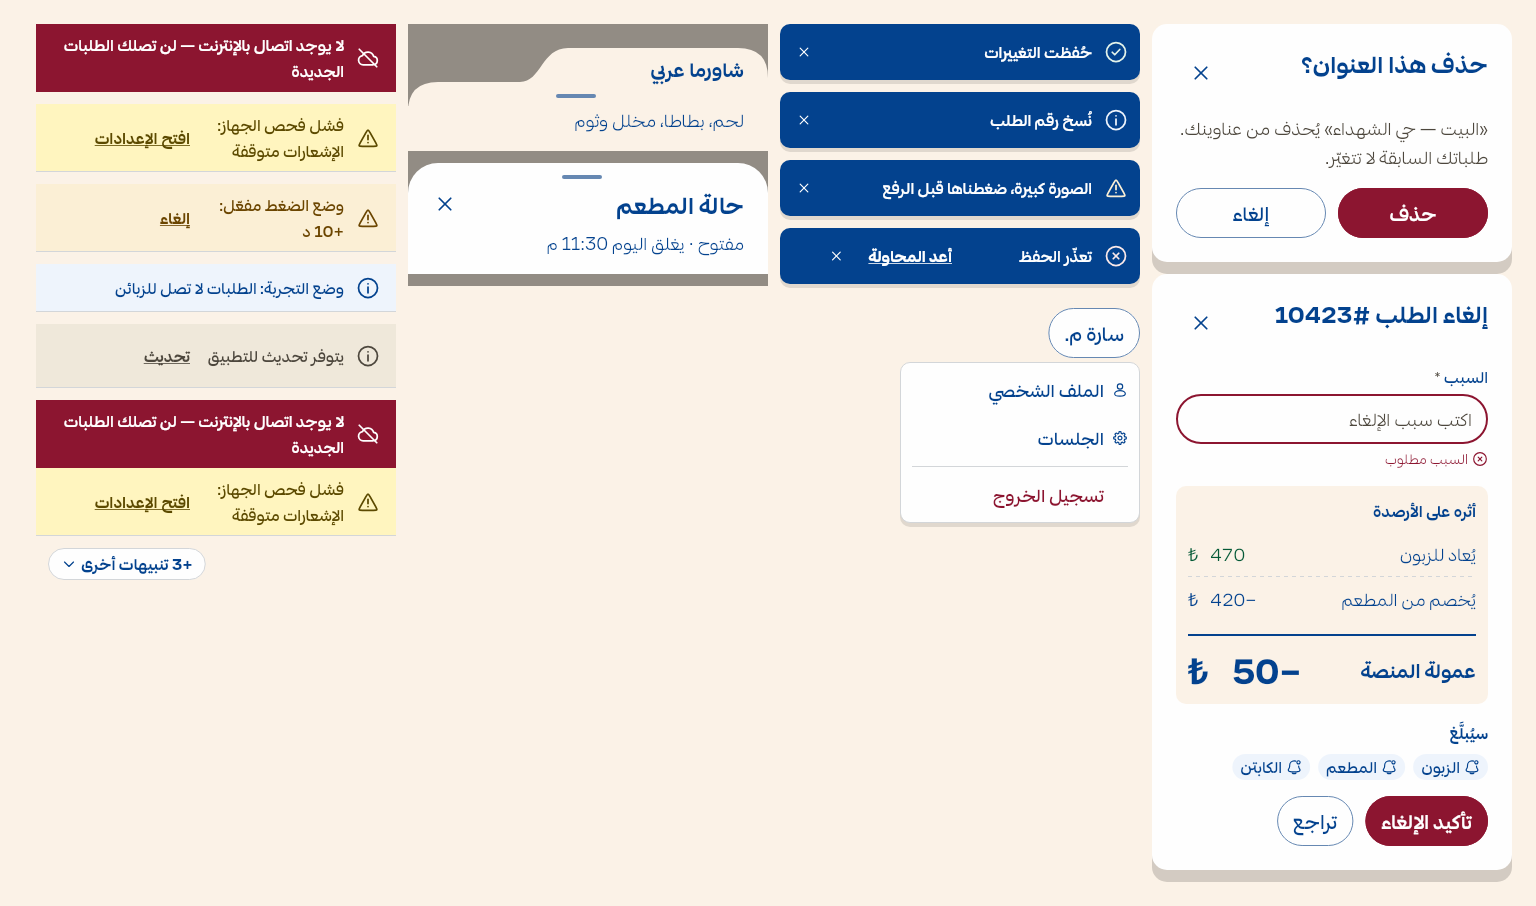 حذف هذا العنوان؟
«البيت — حي الشهداء» يُحذف من عناوينك.
طلباتك السابقة لا تتغيّر.
حذف
إلغاء
إلغاء الطلب #10423
السبب *
اكتب سبب الإلغاء
السبب مطلوب
أثره على الأرصدة
يُعاد للزبون 470 ₺
يُخصم من المطعم −420 ₺
عمولة المنصة −50 ₺
سيُبلَّغ
الزبون
المطعم
الكابتن
تأكيد الإلغاء
تراجع
حُفظت التغييرات
نُسخ رقم الطلب
الصورة كبيرة، ضغطناها قبل الرفع
تعذّر الحفظ
أعد المحاولة
سارة م.
الملف الشخصي
الجلسات
تسجيل الخروج
شاورما عربي
لحم، بطاطا، مخلل وثوم
حالة المطعم
مفتوح · يغلق اليوم 11:30 م
لا يوجد اتصال بالإنترنت — لن تصلك الطلبات
الجديدة
فشل فحص الجهاز:
الإشعارات متوقفة
افتح الإعدادات
وضع الضغط مفعّل:
+10 د
إلغاء
وضع التجربة: الطلبات لا تصل للزبائن
يتوفر تحديث للتطبيق
تحديث
لا يوجد اتصال بالإنترنت — لن تصلك الطلبات
الجديدة
فشل فحص الجهاز:
الإشعارات متوقفة
افتح الإعدادات
+3 تنبيهات أخرى